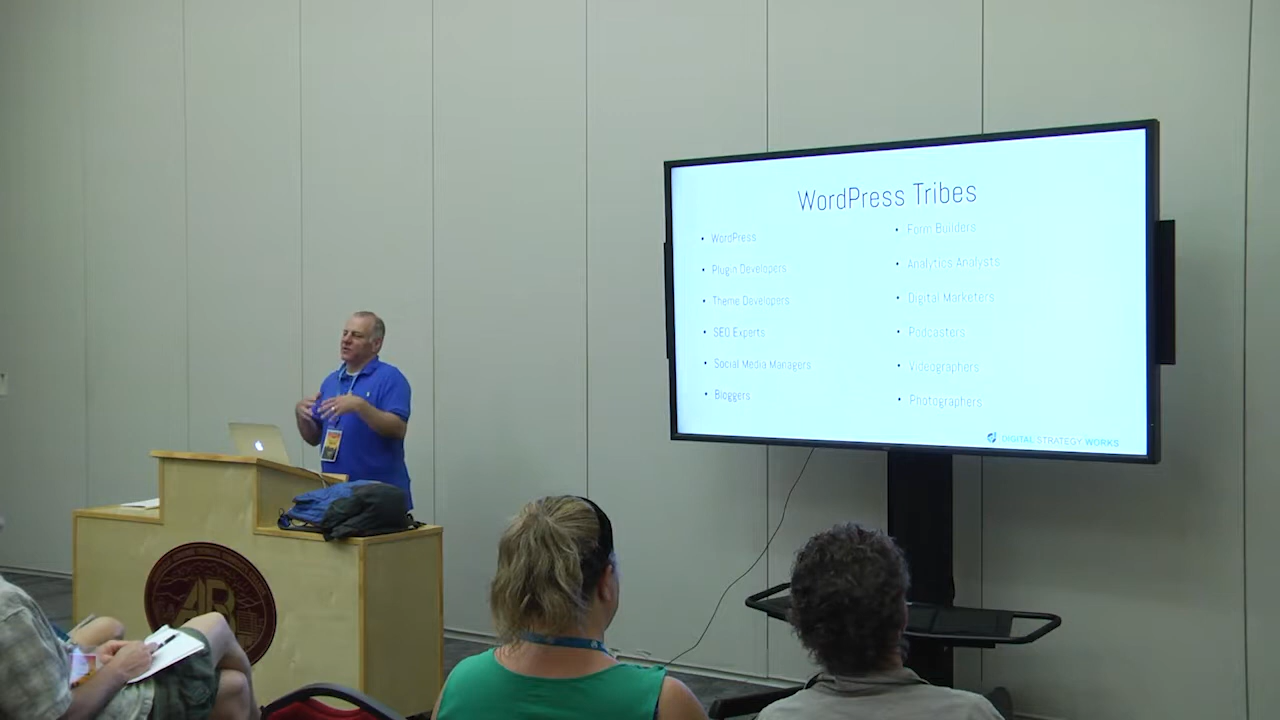 WordPress Tribes
• WordPress
• Plugin Developers
• Theme Developers
• SEO Experts
• Social Media Managers
• Bloggers
• Form Builders
• Analytics Analysts
• Digital Marketers
• Podcasters
• Videographers
• Photographers
DIGITAL STRATEGY WORKS